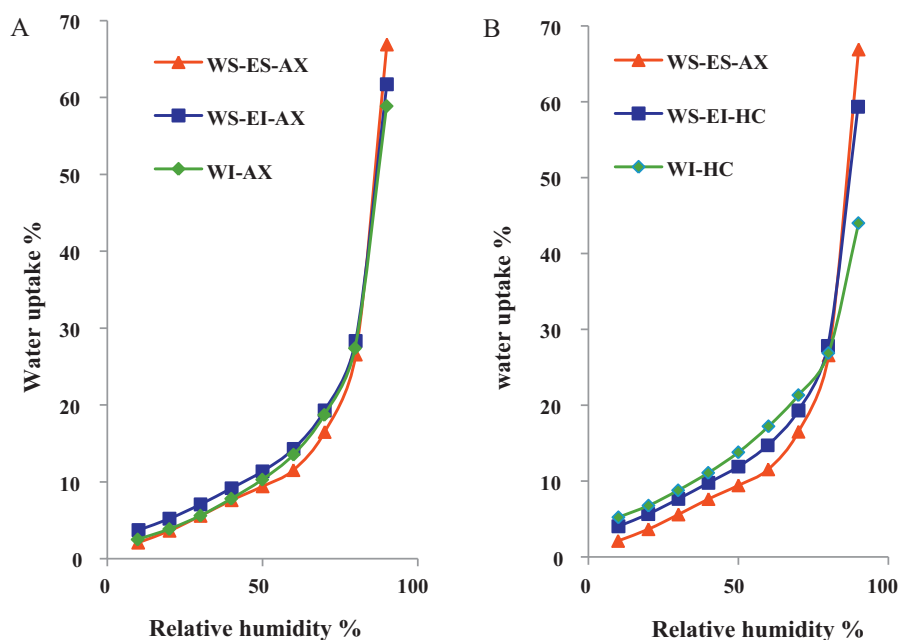 A
70
60
50
40
30
20
10
0
Water uptake %
WS-ES-AX
WS-EI-AX
WI-AX
0
50
100
Relative humidity %
B
70
60
50
40
30
20
10
0
water uptake %
WS-ES-AX
WS-EI-HC
WI-HC
0
50
100
Relative humidity %